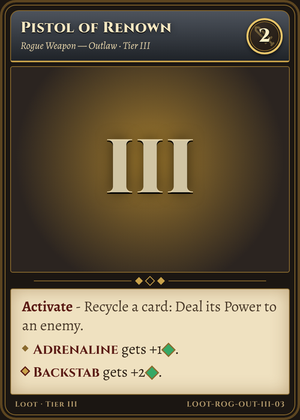 Pistol of Renown
Rogue Weapon — Outlaw · Tier III
2
III
Activate - Recycle a card: Deal its Power to
an enemy.
Adrenaline gets +1.
Backstab gets +2.
Loot · Tier III
LOOT-ROG-OUT-III-03